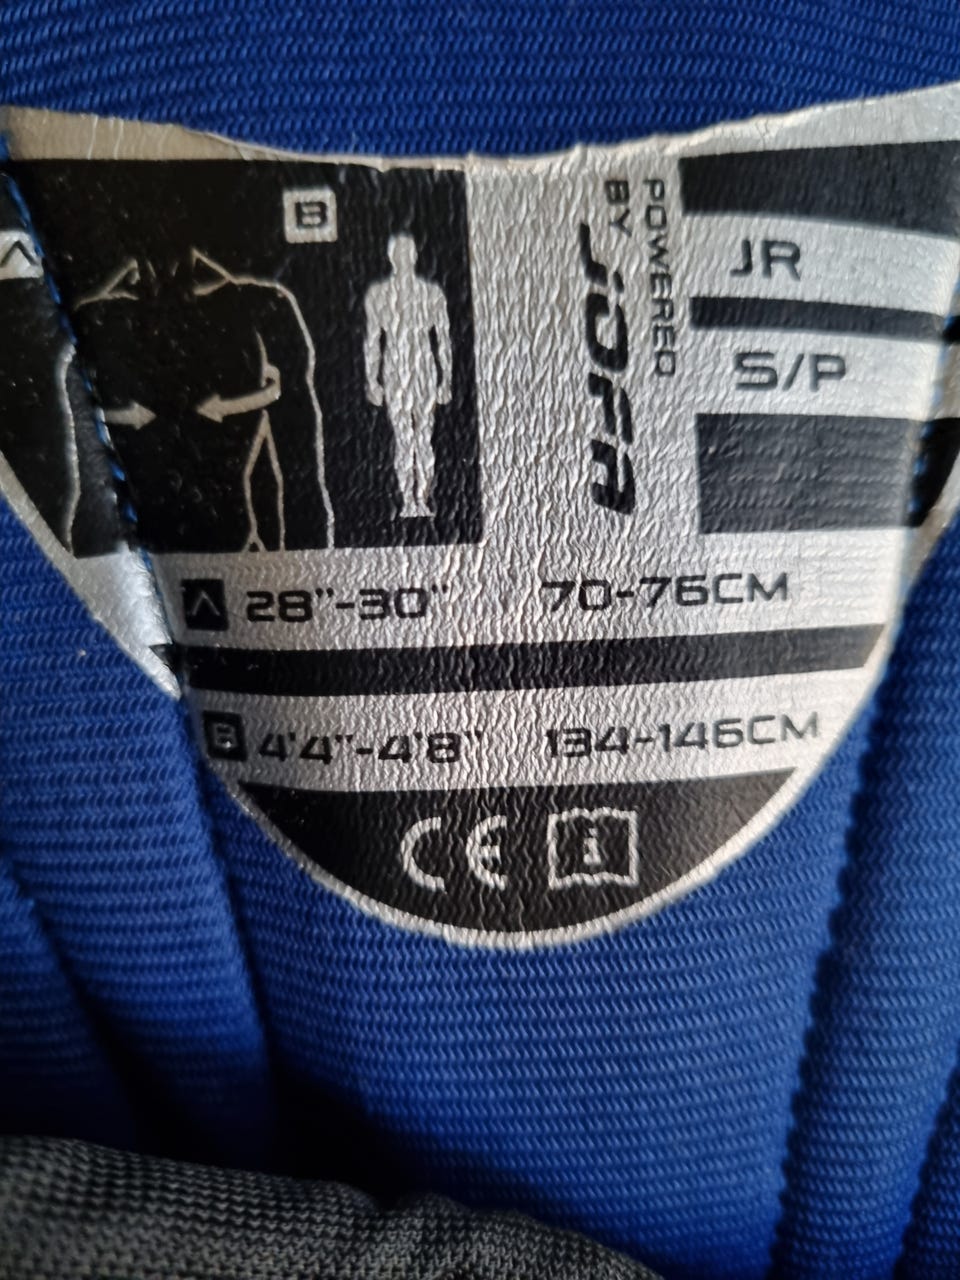 B
POWERED
BY
JOFA
JR
S/P
A 28"-30" 70-76CM
B 4'4"-4'8" 134-146CM
CE i